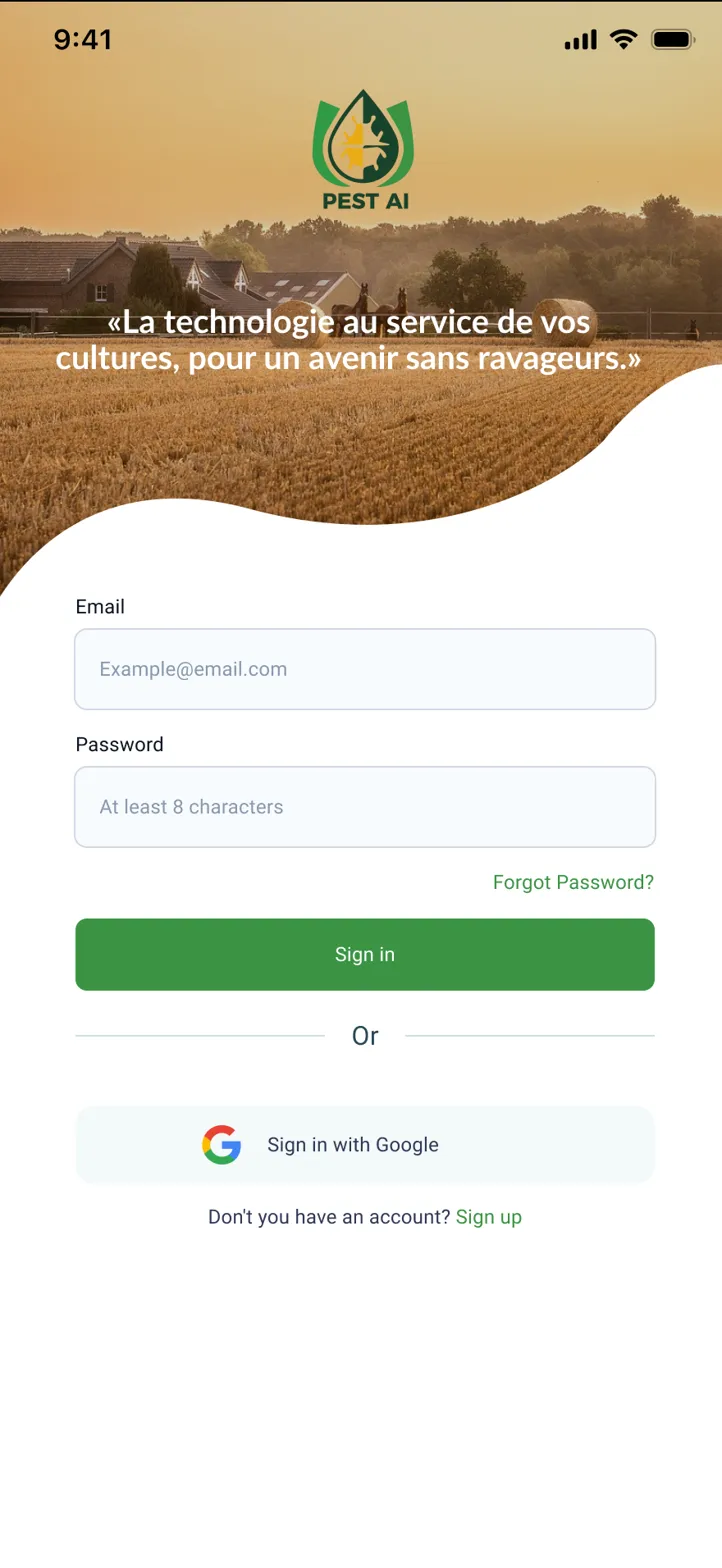 9:41
PEST AI
«La technologie au service de vos
cultures, pour un avenir sans ravageurs.»
Email
Example@email.com
Password
At least 8 characters
Forgot Password?
Sign in
Or
Sign in with Google
Don't you have an account? Sign up